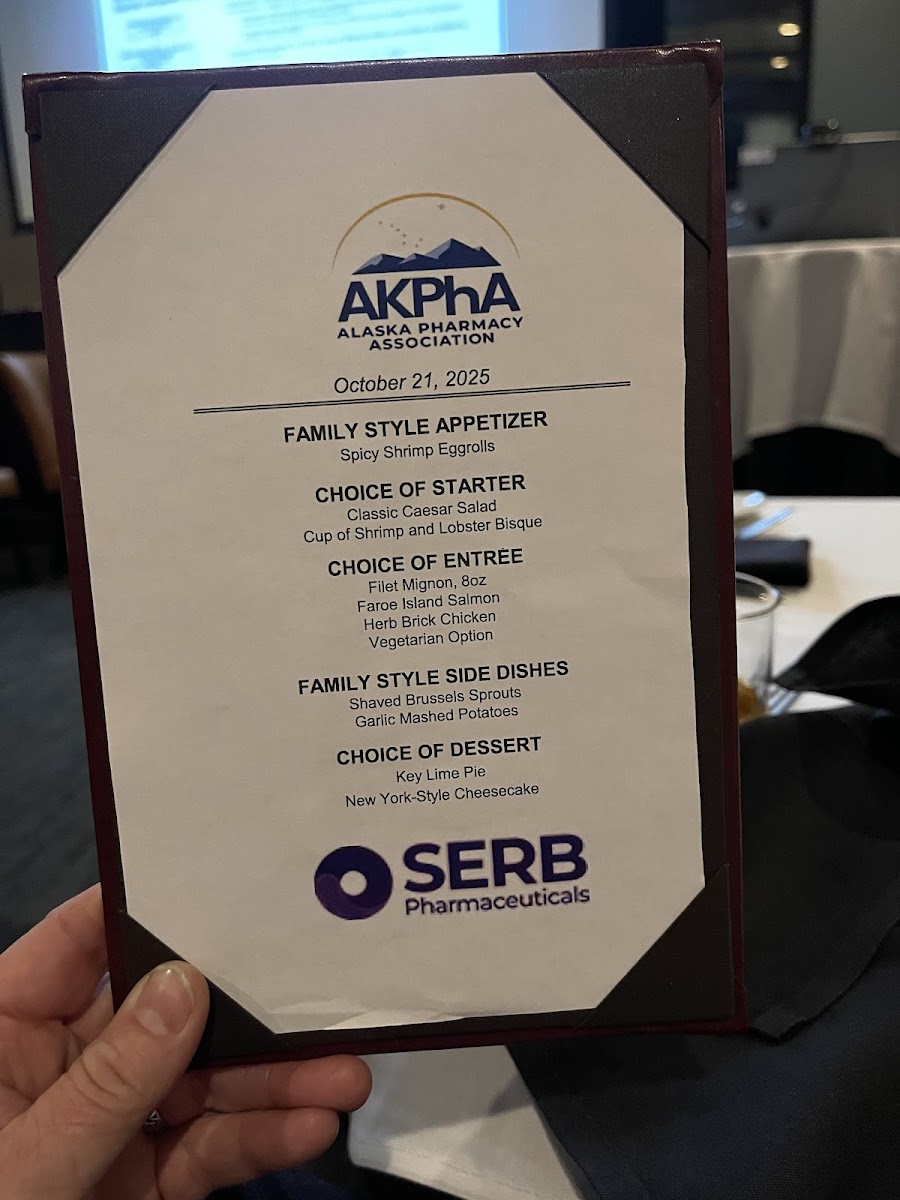 AKPhA
ALASKA PHARMACY
ASSOCIATION
October 21, 2025
FAMILY STYLE APPETIZER
Spicy Shrimp Eggrolls
CHOICE OF STARTER
Classic Caesar Salad
Cup of Shrimp and Lobster Bisque
CHOICE OF ENTRÉE
Filet Mignon, 8oz
Faroe Island Salmon
Herb Brick Chicken
Vegetarian Option
FAMILY STYLE SIDE DISHES
Shaved Brussels Sprouts
Garlic Mashed Potatoes
CHOICE OF DESSERT
Key Lime Pie
New York-Style Cheesecake
SERB
Pharmaceuticals